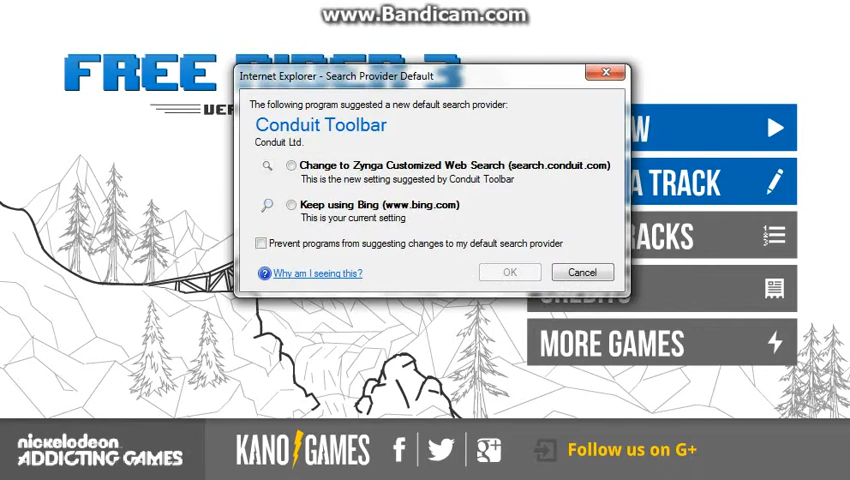 www.Bandicam.com
FREE RIDER 3
Internet Explorer - Search Provider Default
The following program suggested a new default search provider:
Conduit Toolbar
Conduit Ltd.
Change to Zynga Customized Web Search (search.conduit.com)
This is the new setting suggested by Conduit Toolbar
Keep using Bing (www.bing.com)
This is your current setting
Prevent programs from suggesting changes to my default search provider
Why am I seeing this?
OK
Cancel
A TRACK
CREDITS
MORE GAMES
nickelodeon
ADDICTING GAMES
KANO GAMES
Follow us on G+